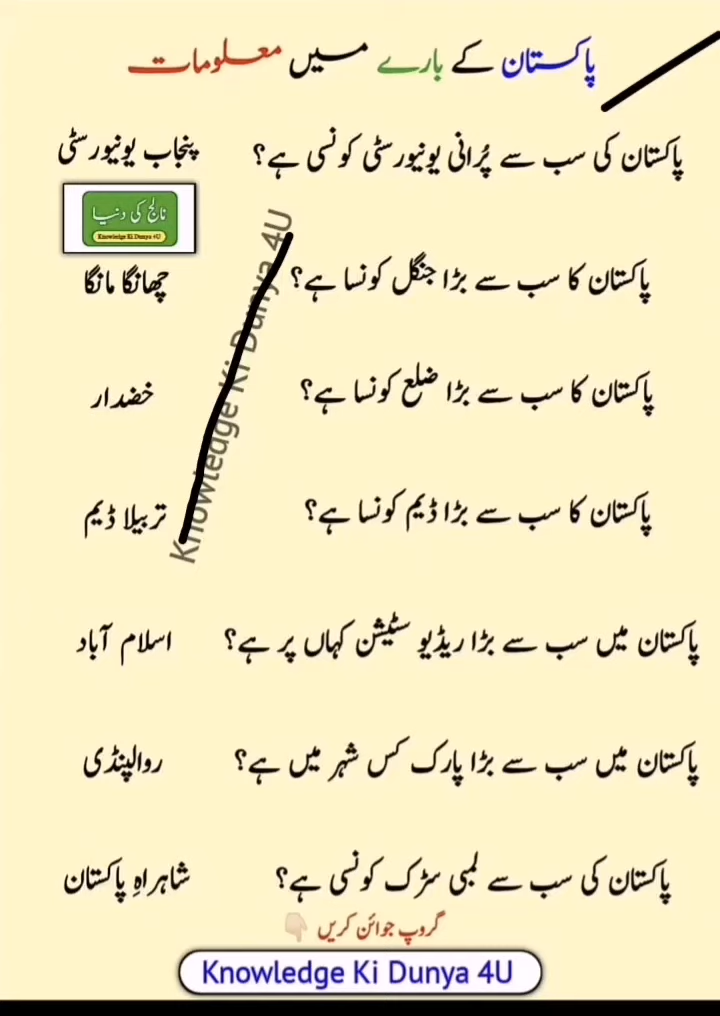 پاکستان کے بارے میں معلومات
پاکستان کی سب سے پُرانی یونیورسٹی کونسی ہے؟ پنجاب یونیورسٹی
نالج کی دنیا
Knowledge Ki Dunya 4U
پاکستان کا سب سے بڑا جنگل کونسا ہے؟ چھانگا مانگا
پاکستان کا سب سے بڑا ضلع کونسا ہے؟ خضدار
پاکستان کا سب سے بڑا ڈیم کونسا ہے؟ تربیلا ڈیم
Knowledge Ki Dunya 4U
پاکستان میں سب سے بڑا ریڈیو سٹیشن کہاں پر ہے؟ اسلام آباد
پاکستان میں سب سے بڑا پارک کس شہر میں ہے؟ روالپنڈی
پاکستان کی سب سے لمبی سڑک کونسی ہے؟ شاہراہِ پاکستان
گروپ جوائن کریں 👇
Knowledge Ki Dunya 4U